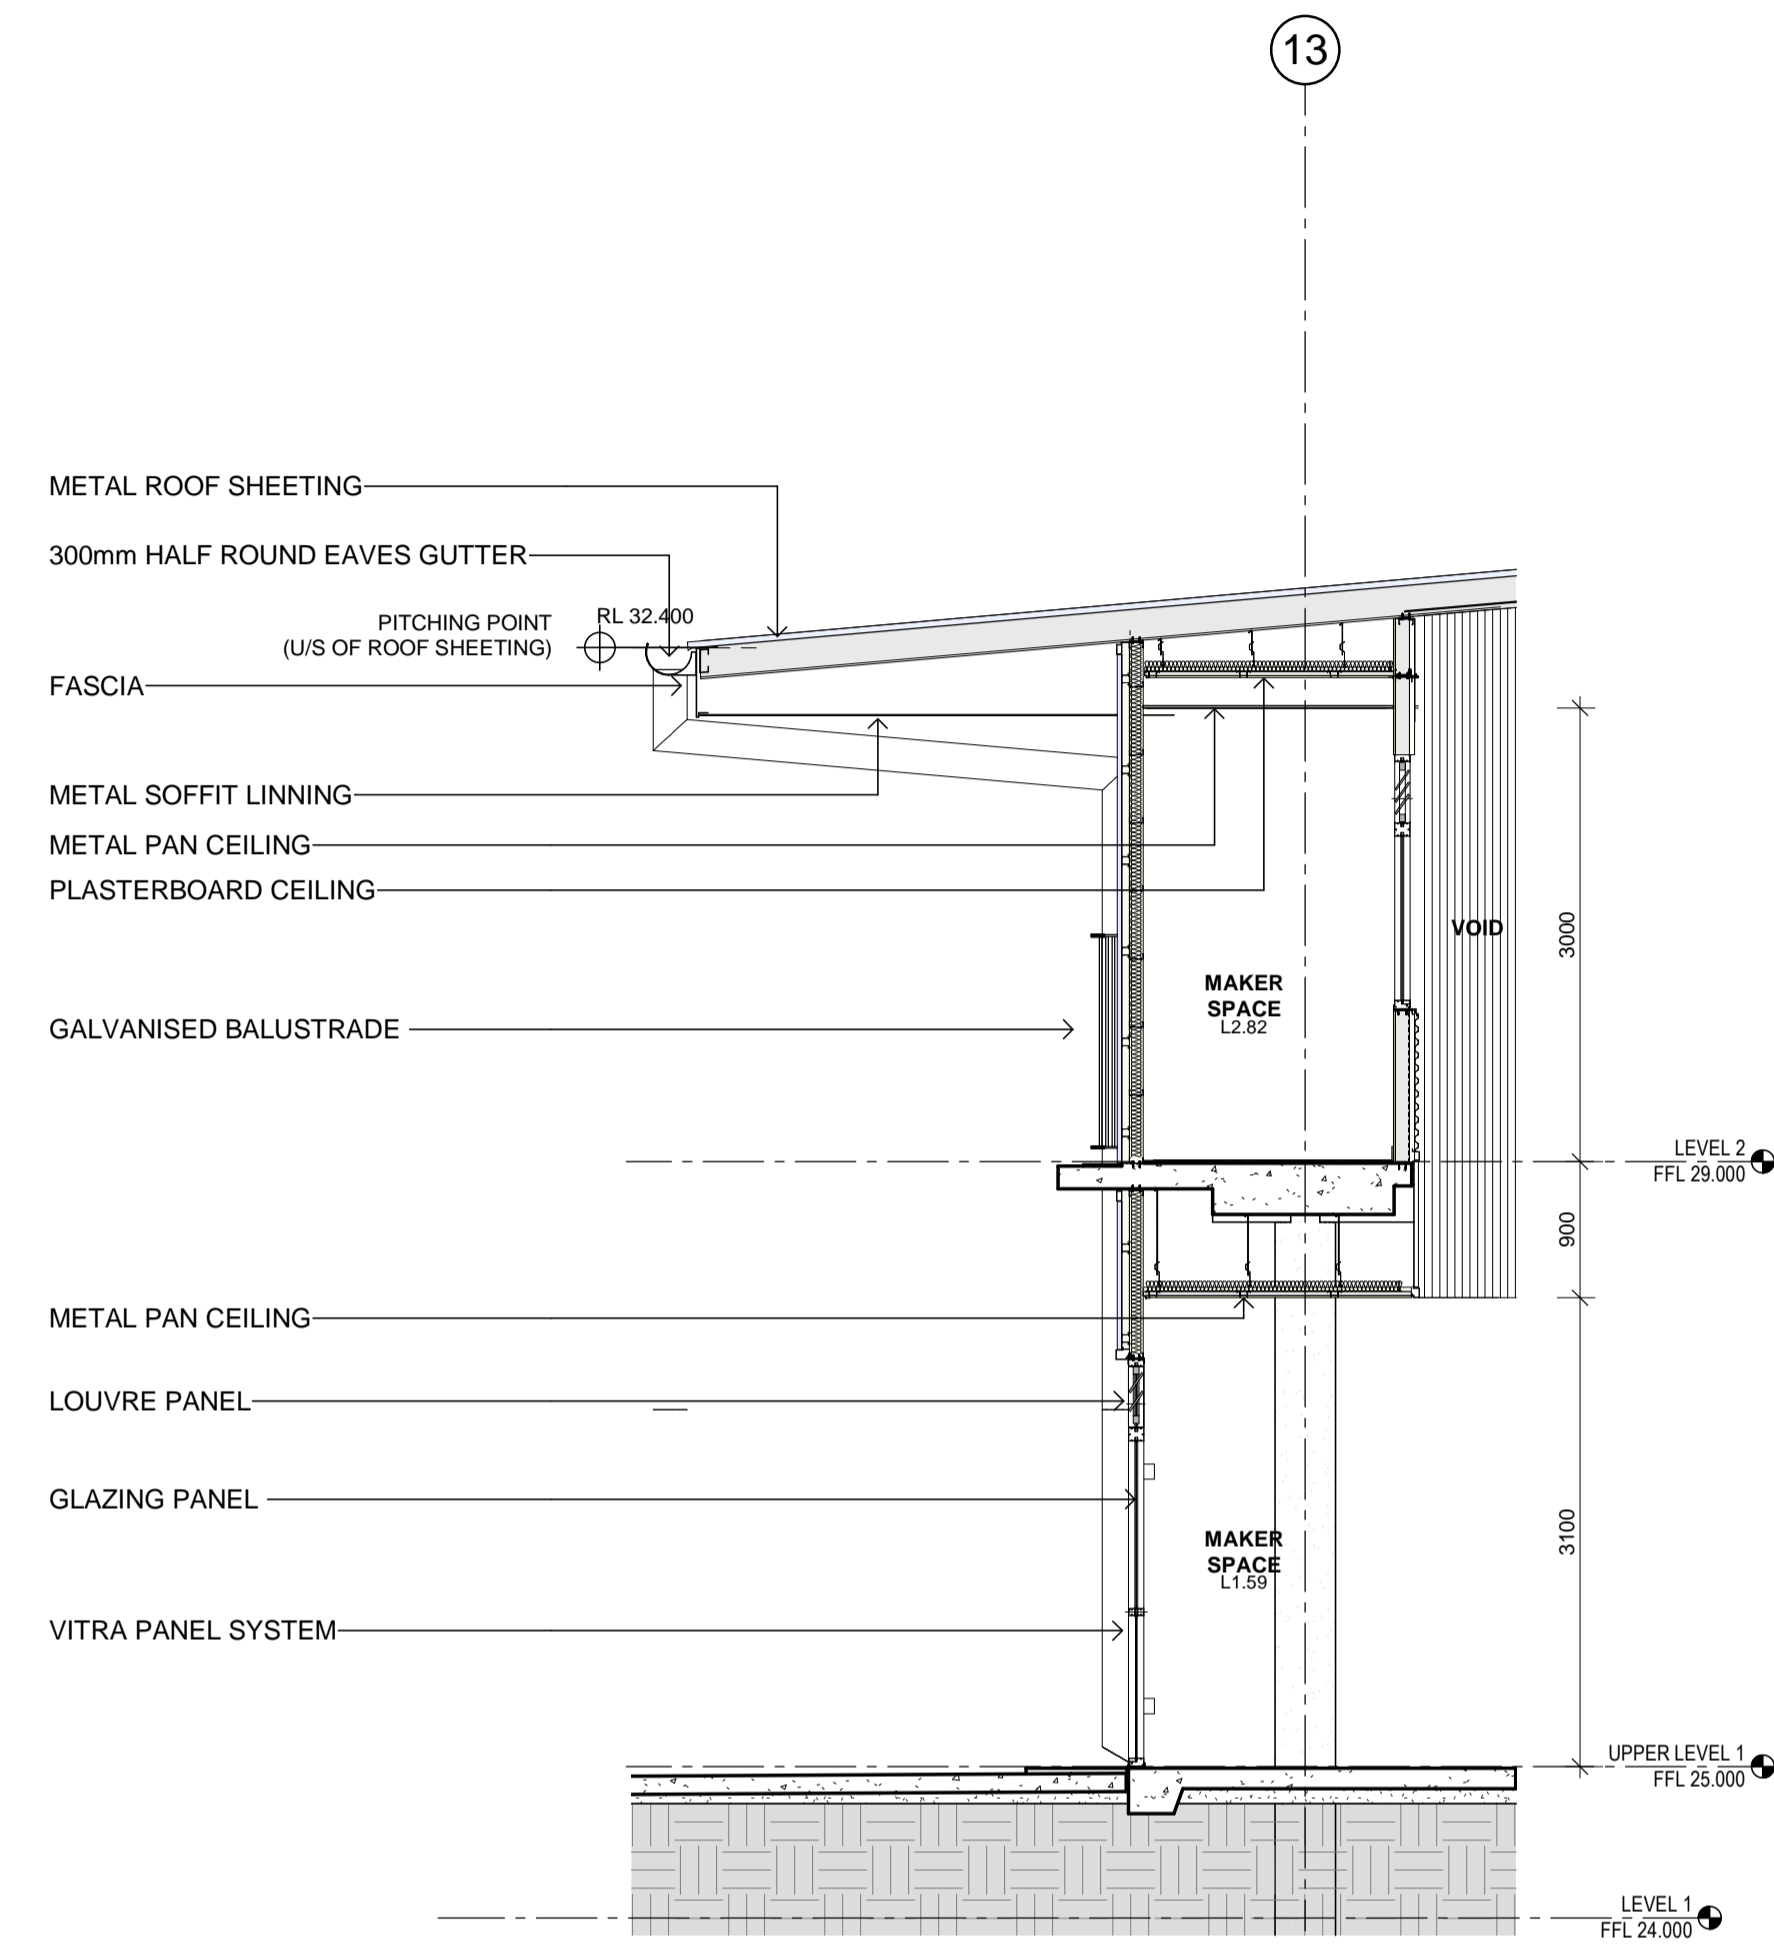 13
METAL ROOF SHEETING
300mm HALF ROUND EAVES GUTTER
RL 32.400
PITCHING POINT
(U/S OF ROOF SHEETING)
FASCIA
METAL SOFFIT LINNING
METAL PAN CEILING
PLASTERBOARD CEILING
VOID
3000
MAKER
SPACE
L2.82
GALVANISED BALUSTRADE
LEVEL 2
FFL 29.000
900
METAL PAN CEILING
LOUVRE PANEL
GLAZING PANEL
3100
MAKER
SPACE
L1.59
VITRA PANEL SYSTEM
UPPER LEVEL 1
FFL 25.000
LEVEL 1
FFL 24.000